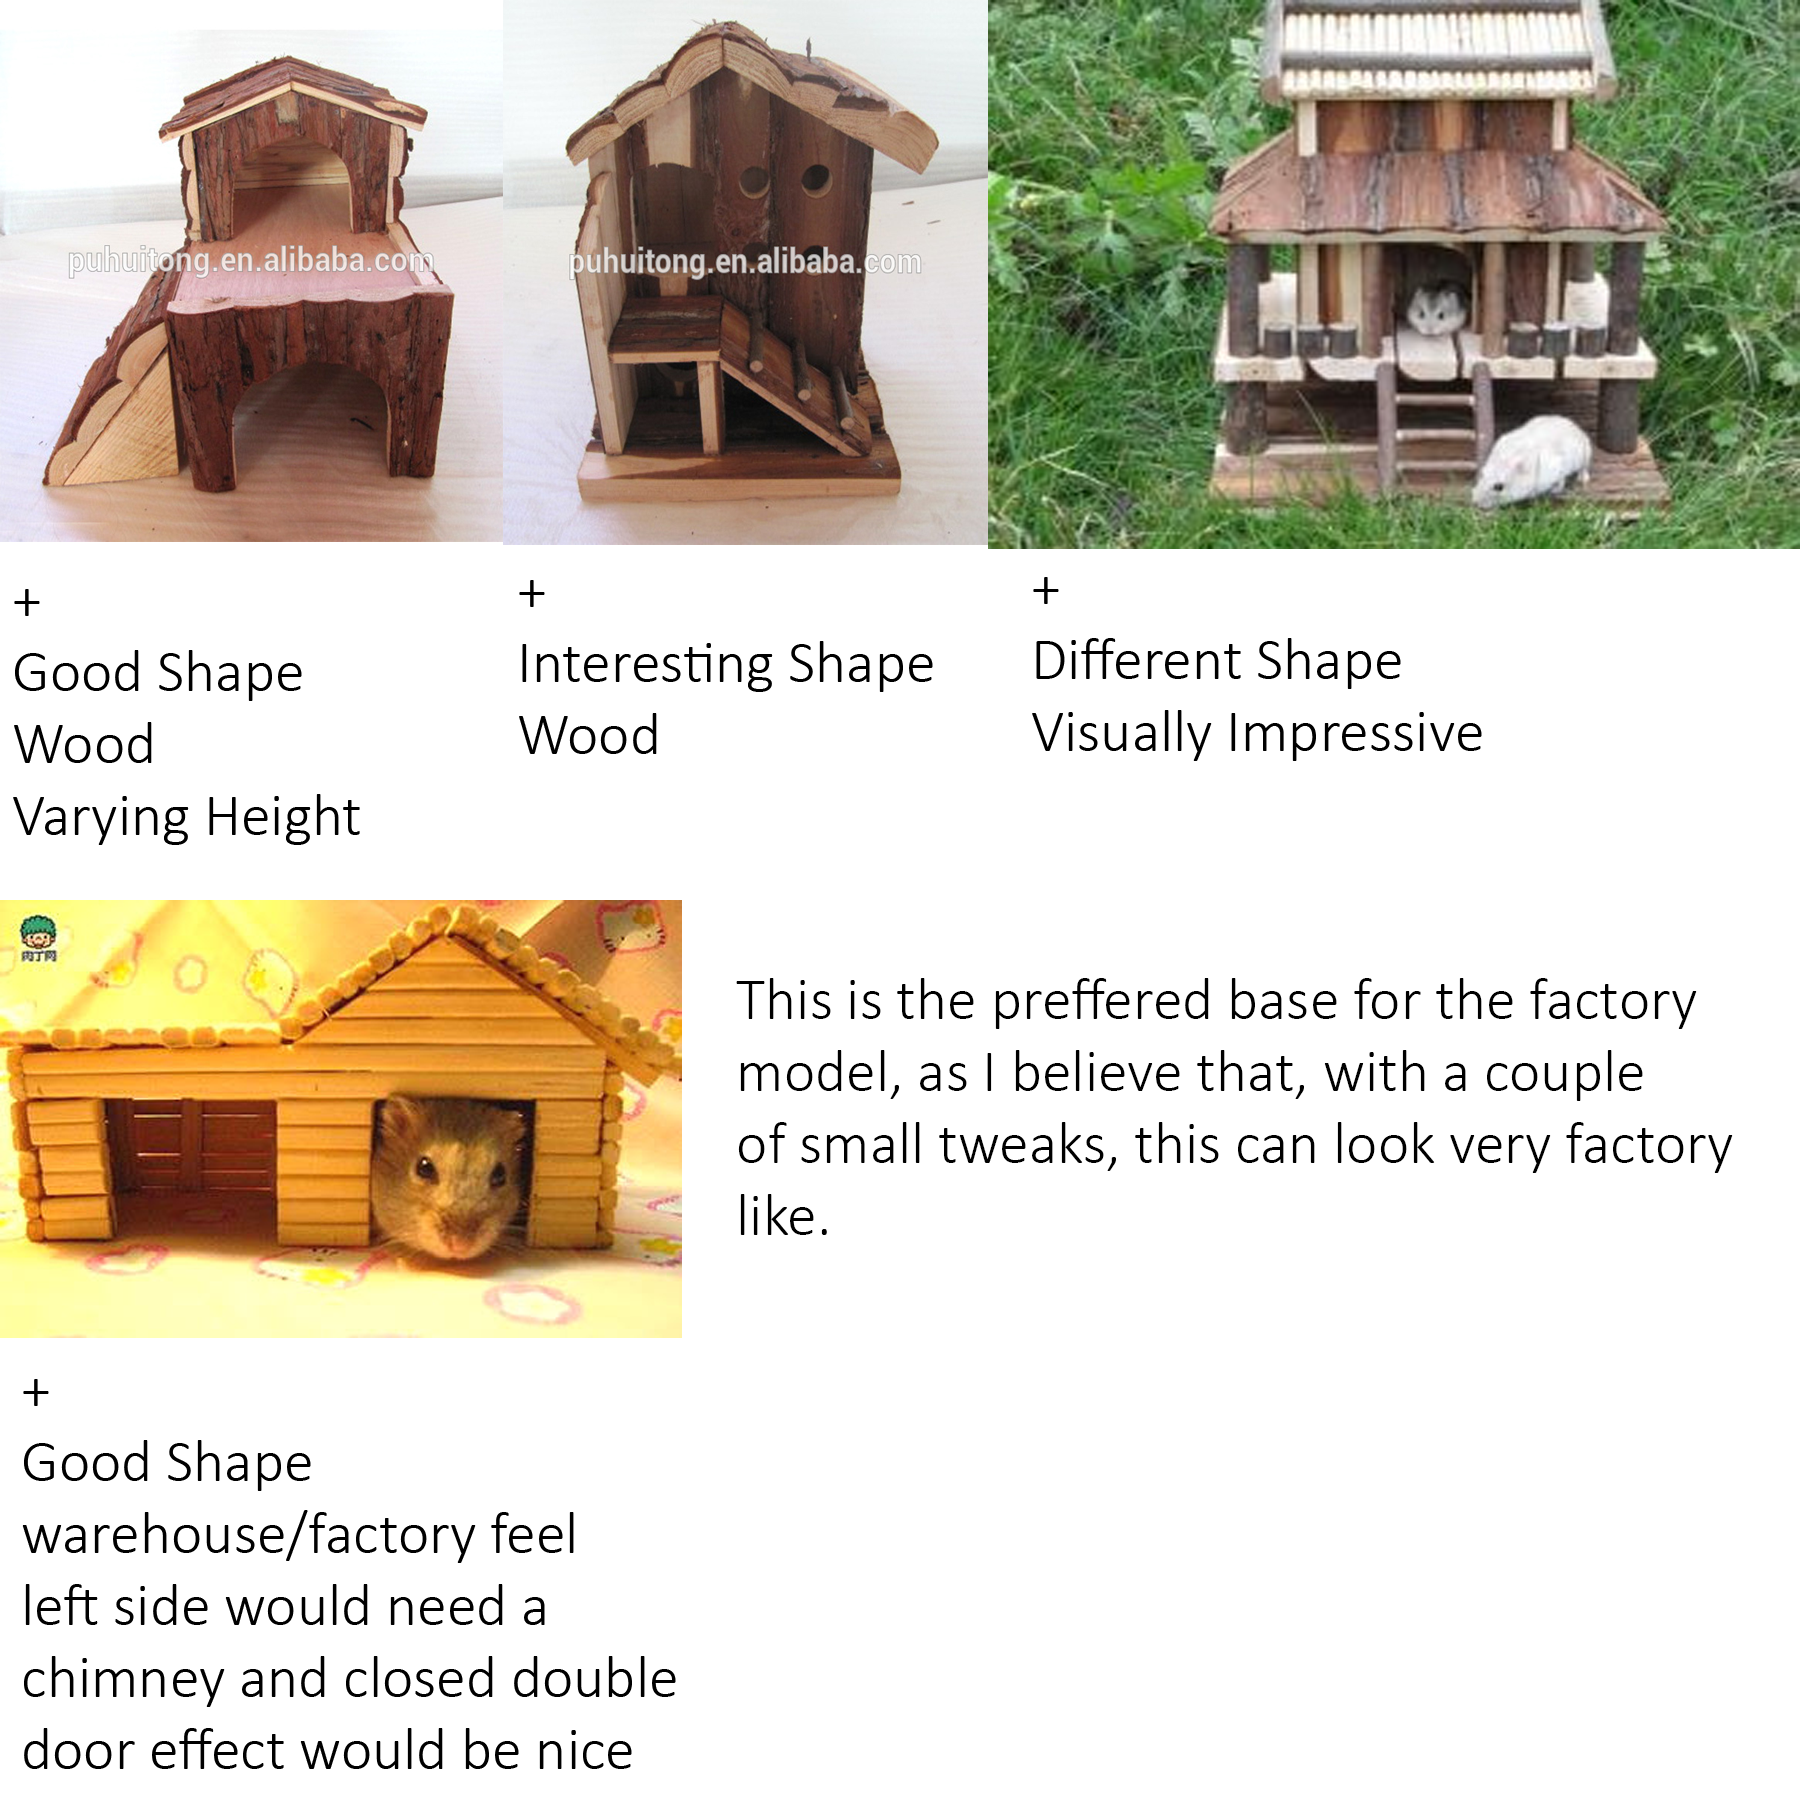 puhuitong.en.alibaba.com
puhuitong.en.alibaba.com
+
Good Shape
Wood
Varying Height
+
Interesting Shape
Wood
+
Different Shape
Visually Impressive
肉丁网
This is the preffered base for the factory
model, as I believe that, with a couple
of small tweaks, this can look very factory
like.
+
Good Shape
warehouse/factory feel
left side would need a
chimney and closed double
door effect would be nice